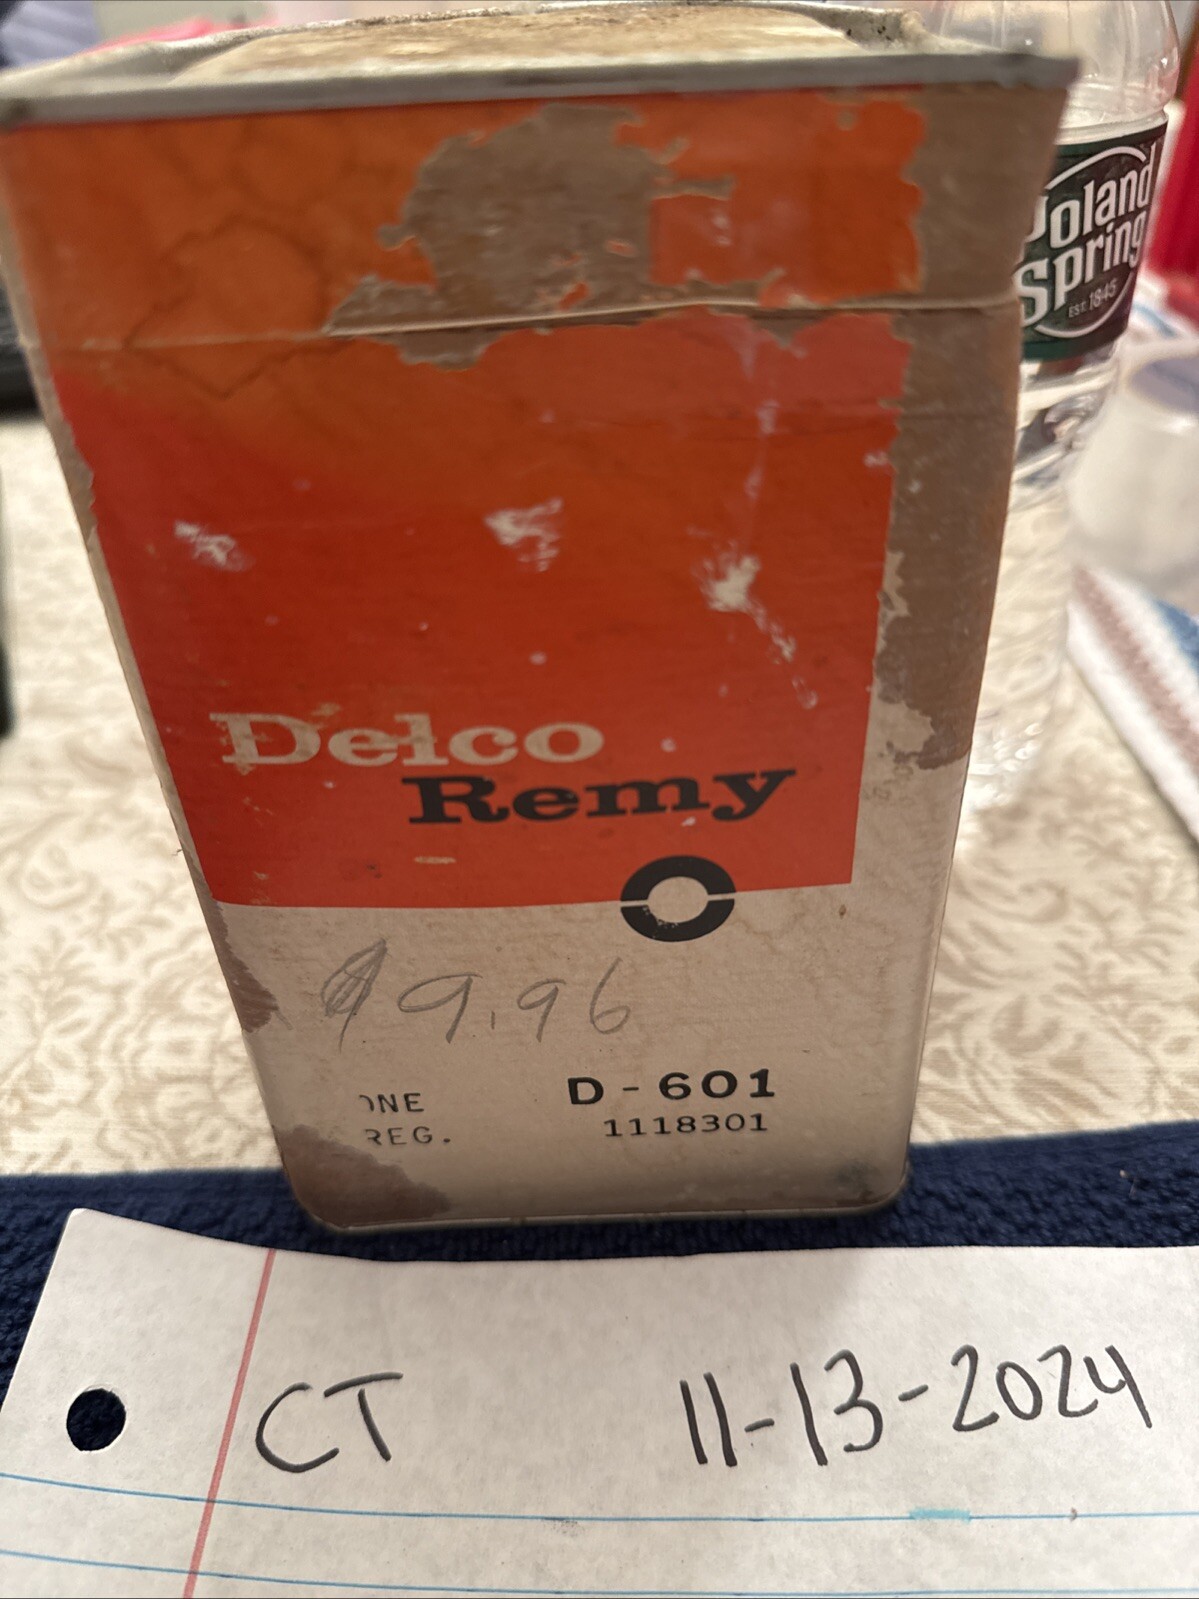 Poland
Spring
EST. 1845
Delco
Remy
$9.96
ONE D-601
REG. 1118301
CT 11-13-2024